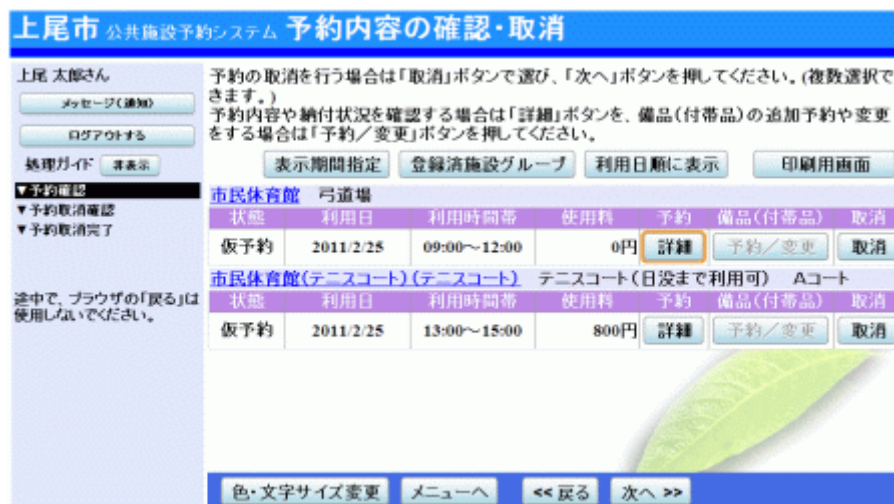 上尾市 公共施設予約システム 予約内容の確認・取消
上尾 太郎さん
メッセージ(通知)
ログアウトする
処理ガイド 非表示
▼予約確認
▼予約取消確認
▼予約取消完了
途中で、ブラウザの「戻る」は
使用しないでください。
予約の取消を行う場合は「取消」ボタンで選び、「次へ」ボタンを押してください。(複数選択で
きます。)
予約内容や納付状況を確認する場合は「詳細」ボタンを、備品(付帯品)の追加予約や変更
をする場合は「予約/変更」ボタンを押してください。
表示期間指定 登録済施設グループ 利用日順に表示 印刷用画面
市民体育館 弓道場
状態 利用日 利用時間帯 使用料 予約 備品(付帯品) 取消
仮予約 2011/2/25 09:00～12:00 0円 詳細 予約/変更 取消
市民体育館(テニスコート)(テニスコート) テニスコート(日没まで利用可) Aコート
状態 利用日 利用時間帯 使用料 予約 備品(付帯品) 取消
仮予約 2011/2/25 13:00～15:00 800円 詳細 予約/変更 取消
色・文字サイズ変更 メニューへ << 戻る 次へ >>